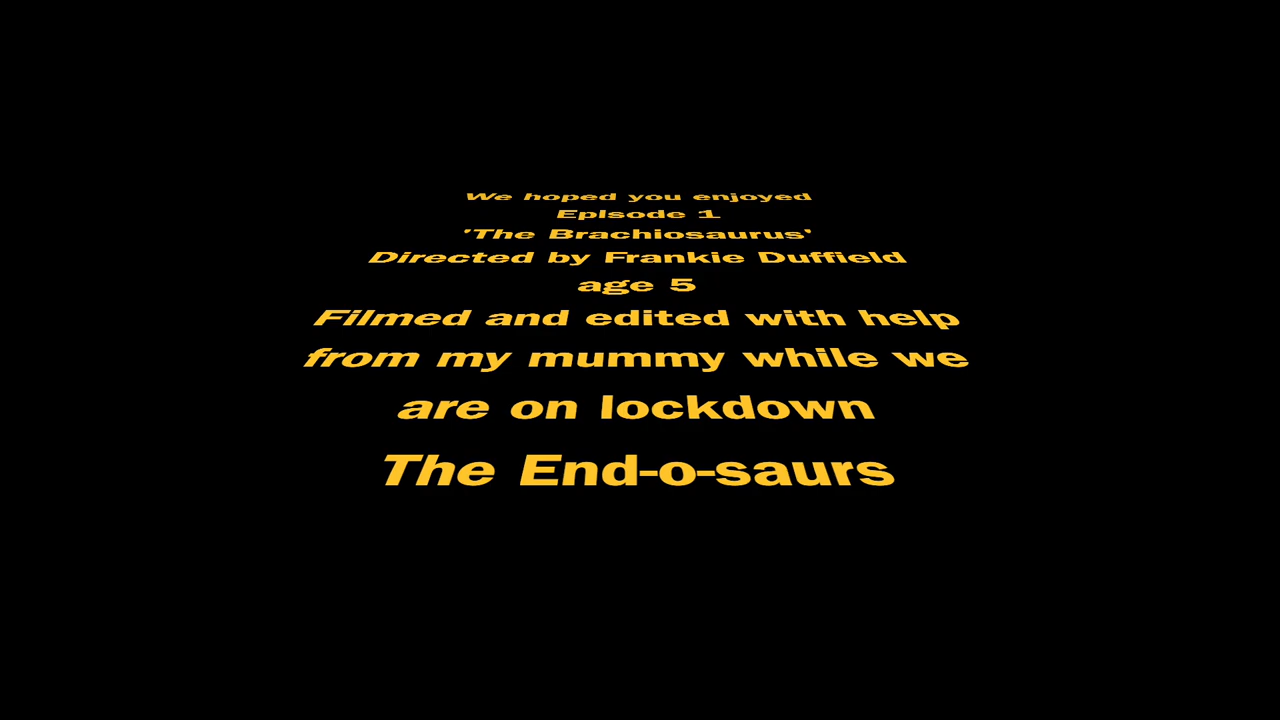 We hoped you enjoyed
Episode 1
'The Brachiosaurus'
Directed by Frankie Duffield
age 5
Filmed and edited with help
from my mummy while we
are on lockdown
The End-o-saurs